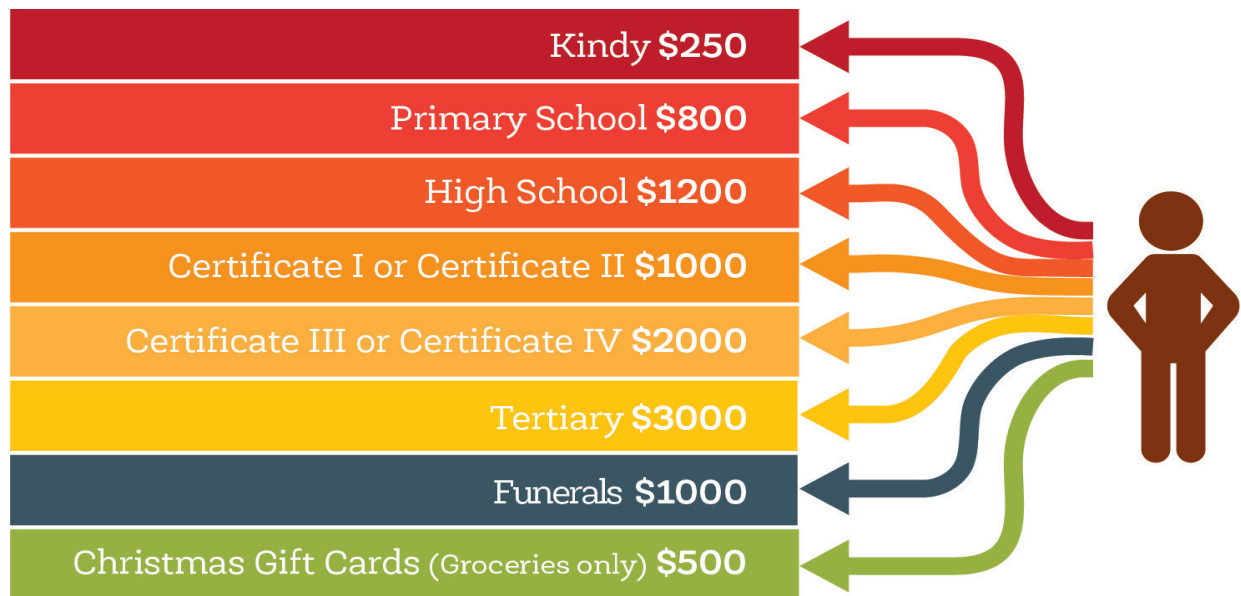 Kindy $250
Primary School $800
High School $1200
Certificate I or Certificate II $1000
Certificate III or Certificate IV $2000
Tertiary $3000
Funerals $1000
Christmas Gift Cards (Groceries only) $500